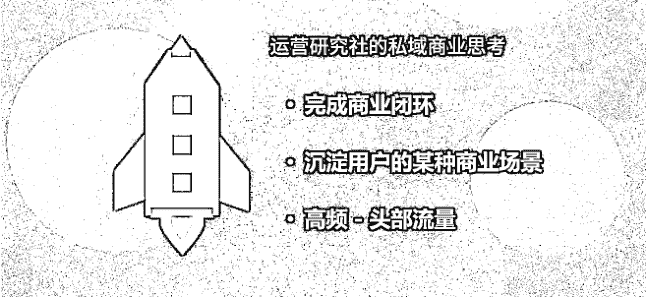 运营研究社的私域商业思考
• 完成商业闭环
• 沉淀用户的某种商业场景
• 高频 - 头部流量